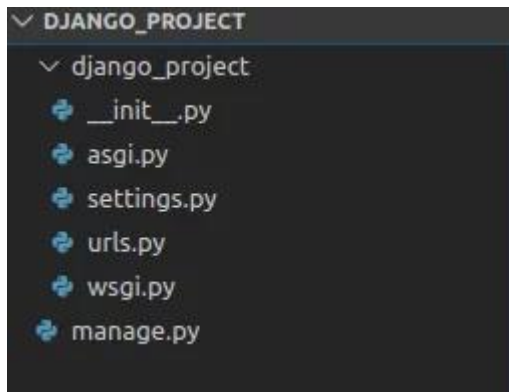 DJANGO_PROJECT
django_project
__init__.py
asgi.py
settings.py
urls.py
wsgi.py
manage.py